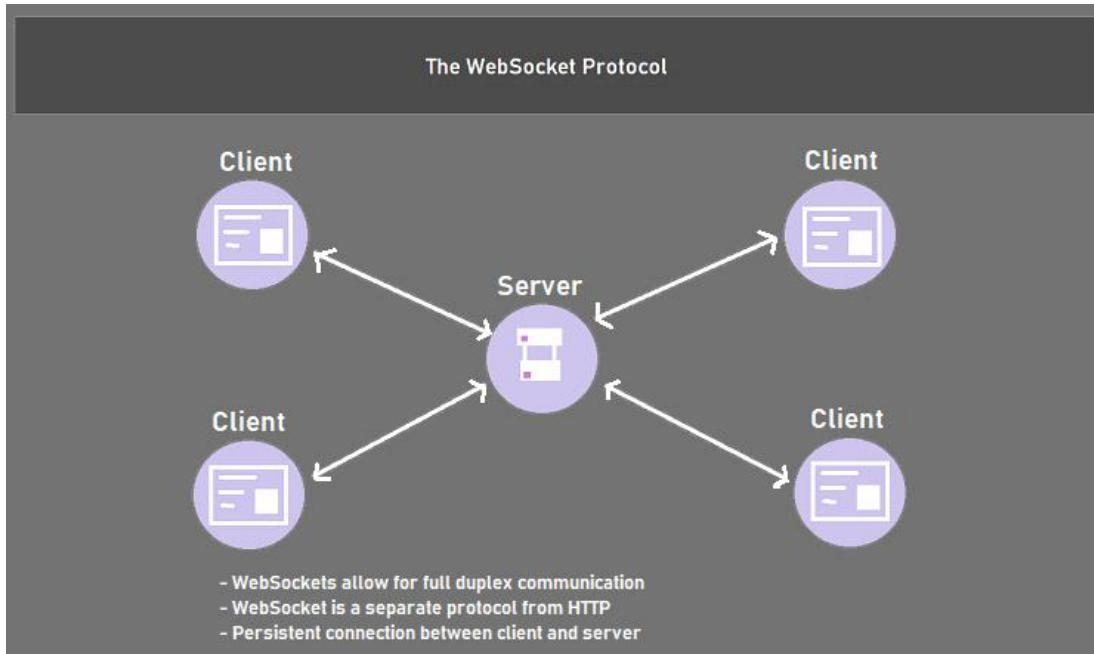 The WebSocket Protocol
Client
Client
Server
Client
Client
- WebSockets allow for full duplex communication
- WebSocket is a separate protocol from HTTP
- Persistent connection between client and server